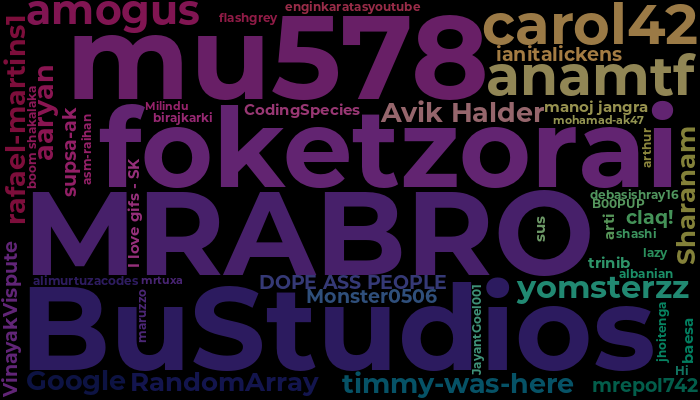 amogus
enginkaratasyoutube
flashgrey
carol42
mu578
janitalickens
anamtf
rafael-martins1
aaryan
boom shakalaka
supsa-ak
asm-raihan
Milindu
birajkarki
CodingSpecies
Avik Halder
manoj jangra
mohamad-ak47
foketzorai
arthur
sharanam
I love gifs - SK
MRABRO
sus
debasishray16
B00PUP
arti
claq!
shashi
lazy
trinib
albanian
VinayakVispute
alimurtuzacodes
mrtuxa
DOPE ASS PEOPLE
Monster0506
yomsterzz
maruzzo
BuStudios
JayantGoel001
jhoitenga
baesa
Hi
Google
RandomArray
timmy-was-here
mrepol742